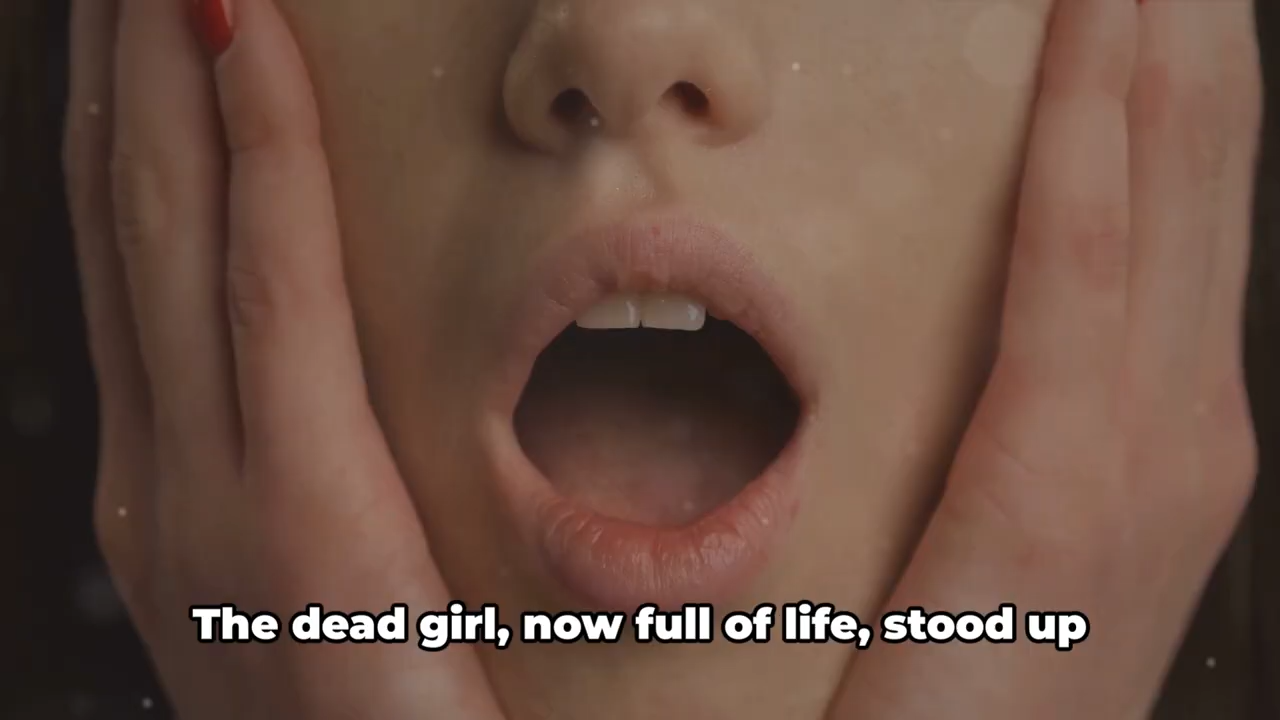 The dead girl, now full of life, stood up